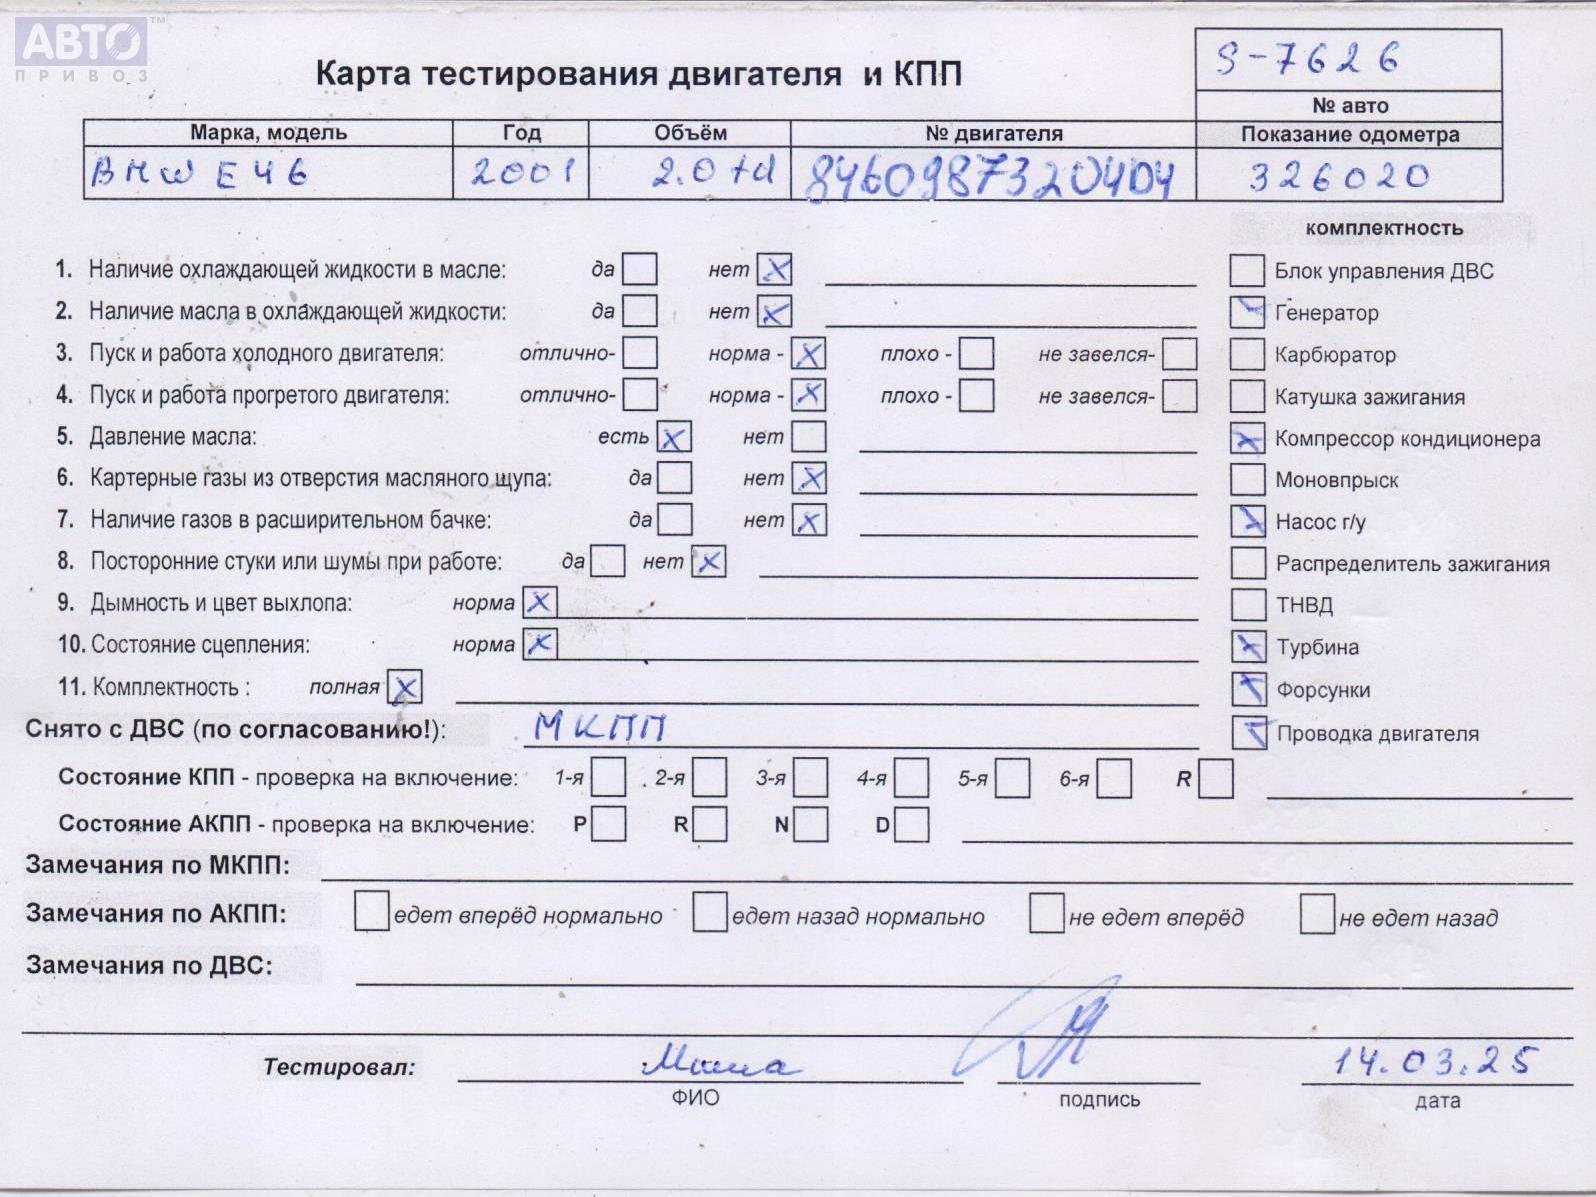 АВТО™
ПРИВОЗ
Карта тестирования двигателя и КПП
S-7626
№ авто
Марка, модель Год Объём № двигателя Показание одометра
BMW E46 2001 2.0 td 84609873204D4 326020
комплектность
1. Наличие охлаждающей жидкости в масле: да нет X Блок управления ДВС
2. Наличие масла в охлаждающей жидкости: да нет X Генератор
3. Пуск и работа холодного двигателя: отлично- норма - X плохо - не завелся- Карбюратор
4. Пуск и работа прогретого двигателя: отлично- норма - X плохо - не завелся- Катушка зажигания
5. Давление масла: есть X нет X Компрессор кондиционера
6. Картерные газы из отверстия масляного щупа: да нет X Моновпрыск
7. Наличие газов в расширительном бачке: да нет X X Насос г/у
8. Посторонние стуки или шумы при работе: да нет X Распределитель зажигания
9. Дымность и цвет выхлопа: норма X ТНВД
10. Состояние сцепления: норма X X Турбина
11. Комплектность : полная X Форсунки
Снято с ДВС (по согласованию!): МКПП Проводка двигателя
Состояние КПП - проверка на включение: 1-я 2-я 3-я 4-я 5-я 6-я R
Состояние АКПП - проверка на включение: P R N D
Замечания по МКПП:
Замечания по АКПП: едет вперёд нормально едет назад нормально не едет вперёд не едет назад
Замечания по ДВС:
Тестировал: Миша 14.03.25
ФИО подпись дата